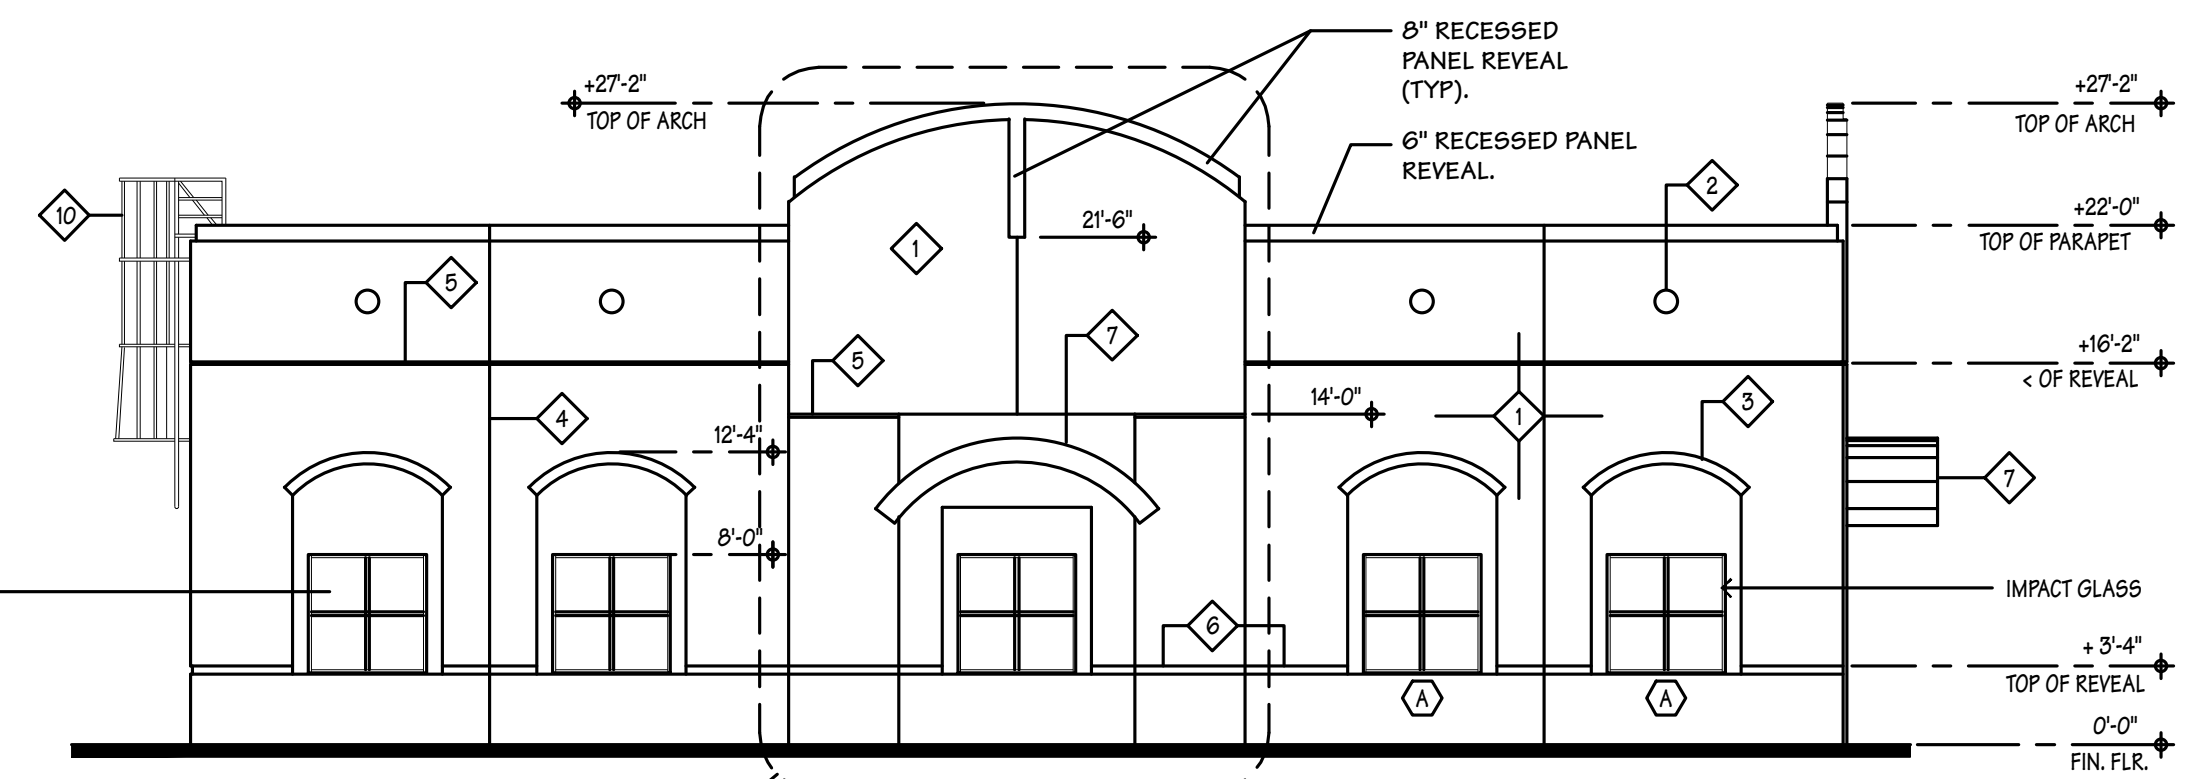 8" RECESSED
PANEL REVEAL
(TYP).
+27'-2"
TOP OF ARCH
+27'-2"
TOP OF ARCH
6" RECESSED PANEL
REVEAL.
2
10
21'-6"
+22'-0"
TOP OF PARAPET
1
5
7
5
+16'-2"
< OF REVEAL
4
14'-0"
1
3
12'-4"
7
8'-0"
IMPACT GLASS
6
+ 3'-4"
TOP OF REVEAL
A
A
0'-0"
FIN. FLR.